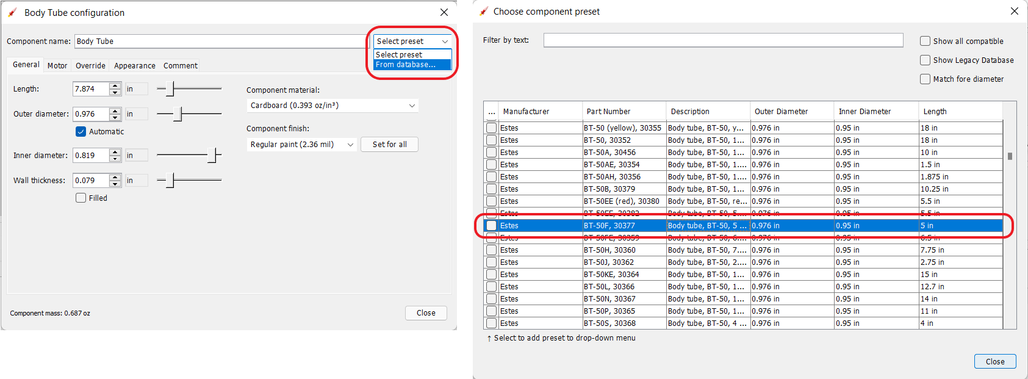 Body Tube configuration
Component name: Body Tube Select preset
Select preset
From database...
General Motor Override Appearance Comment
Length: 7.874 in
Outer diameter: 0.976 in
Automatic
Inner diameter: 0.819 in
Wall thickness: 0.079 in
Filled
Component material:
Cardboard (0.393 oz/in³)
Component finish:
Regular paint (2.36 mil) Set for all
Component mass: 0.687 oz
Close
Choose component preset
Filter by text:
Show all compatible
Show Legacy Database
Match fore diameter
... Manufacturer Part Number Description Outer Diameter Inner Diameter Length
Estes BT-50 (yellow), 30355 Body tube, BT-50, y... 0.976 in 0.95 in 18 in
Estes BT-50, 30352 Body tube, BT-50, 1... 0.976 in 0.95 in 18 in
Estes BT-50A, 30456 Body tube, BT-50, 1... 0.976 in 0.95 in 10 in
Estes BT-50AE, 30354 Body tube, BT-50, 1... 0.976 in 0.95 in 1.5 in
Estes BT-50AH, 30356 Body tube, BT-50, 1... 0.976 in 0.95 in 1.875 in
Estes BT-50B, 30379 Body tube, BT-50, 1... 0.976 in 0.95 in 10.25 in
Estes BT-50EE (red), 30380 Body tube, BT-50, re... 0.976 in 0.95 in 5.5 in
Estes BT-50EE, 30382 Body tube, BT-50, 5... 0.976 in 0.95 in 5.5 in
Estes BT-50F, 30377 Body tube, BT-50, 5 ... 0.976 in 0.95 in 5 in
Estes BT-50FE, 30359 Body tube, BT-50, 6... 0.976 in 0.95 in 6.5 in
Estes BT-50H, 30360 Body tube, BT-50, 7.... 0.976 in 0.95 in 7.75 in
Estes BT-50J, 30362 Body tube, BT-50, 2.... 0.976 in 0.95 in 2.75 in
Estes BT-50KE, 30364 Body tube, BT-50, 1... 0.976 in 0.95 in 15 in
Estes BT-50L, 30366 Body tube, BT-50, 1... 0.976 in 0.95 in 12.7 in
Estes BT-50N, 30367 Body tube, BT-50, 1... 0.976 in 0.95 in 14 in
Estes BT-50P, 30365 Body tube, BT-50, 1... 0.976 in 0.95 in 11 in
Estes BT-50S, 30368 Body tube, BT-50, 4 ... 0.976 in 0.95 in 4 in
↑ Select to add preset to drop-down menu
Close